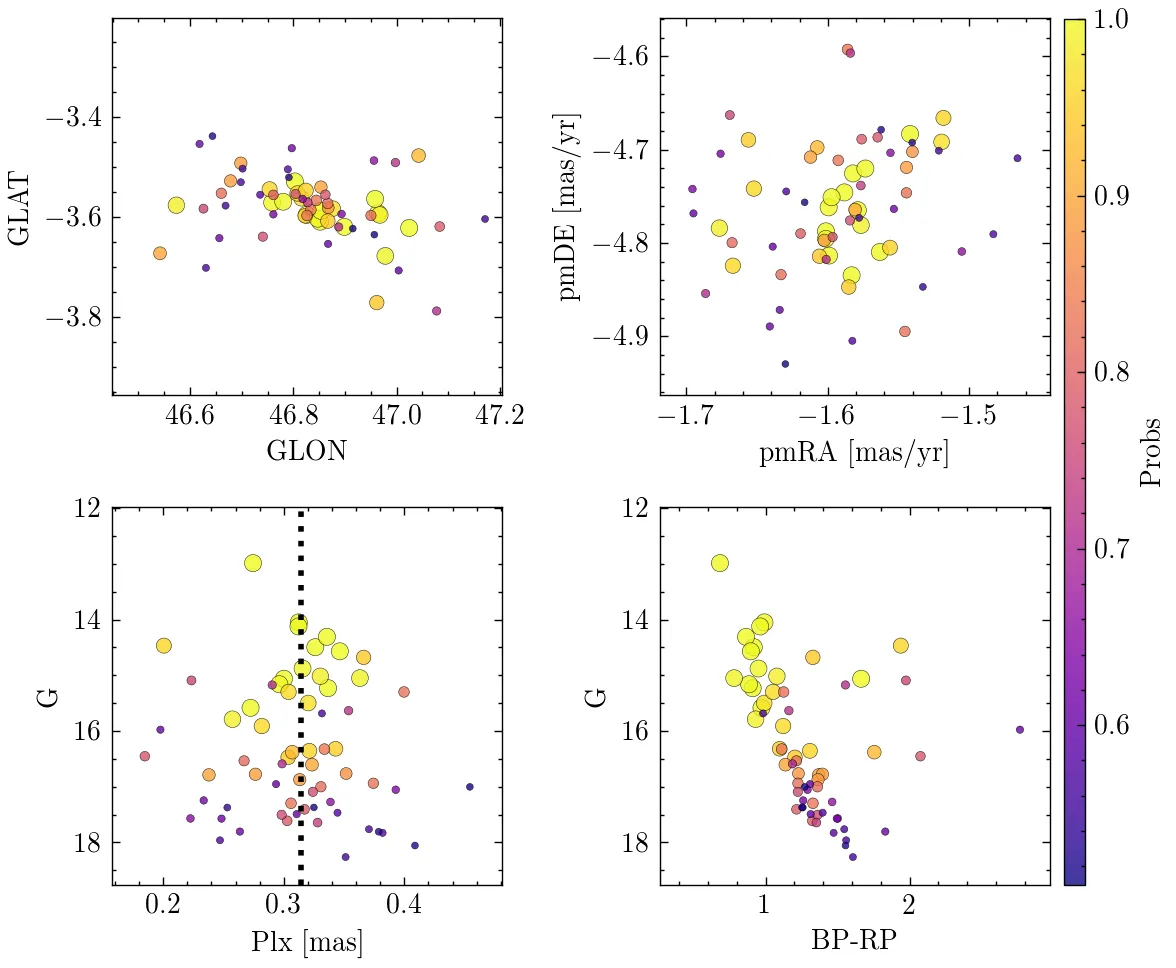 −3.4
−3.6
−3.8
GLAT
46.6 46.8 47.0 47.2
GLON
−4.6
−4.7
−4.8
−4.9
pmDE [mas/yr]
−1.7 −1.6 −1.5
pmRA [mas/yr]
1.0
0.9
0.8
0.7
0.6
Probs
12
14
16
18
G
0.2 0.3 0.4
Plx [mas]
12
14
16
18
G
1 2
BP-RP